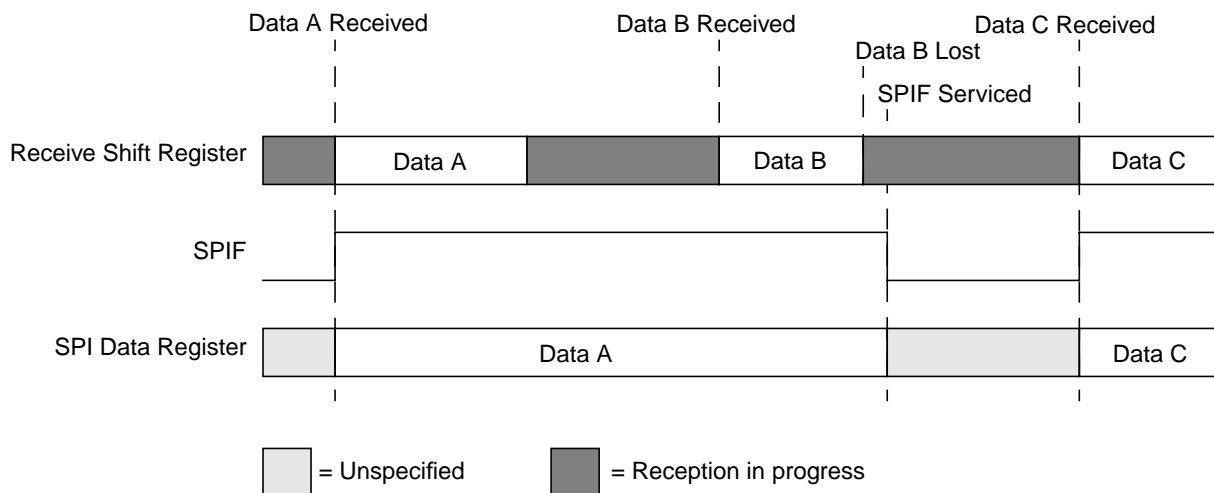 Data A Received Data B Received Data C Received
Data B Lost
SPIF Serviced
Receive Shift Register Data A Data B Data C
SPIF
SPI Data Register Data A Data C
= Unspecified = Reception in progress